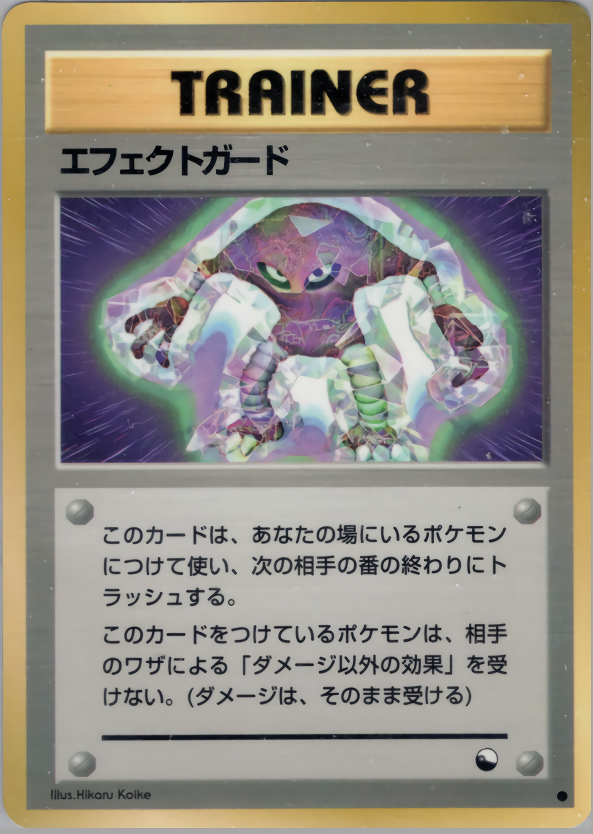 TRAINER
エフェクトガード
このカードは、あなたの場にいるポケモン
につけて使い、次の相手の番の終わりにト
ラッシュする。
このカードをつけているポケモンは、相手
のワザによる「ダメージ以外の効果」を受
けない。(ダメージは、そのまま受ける)
Illus.Hikaru Koike